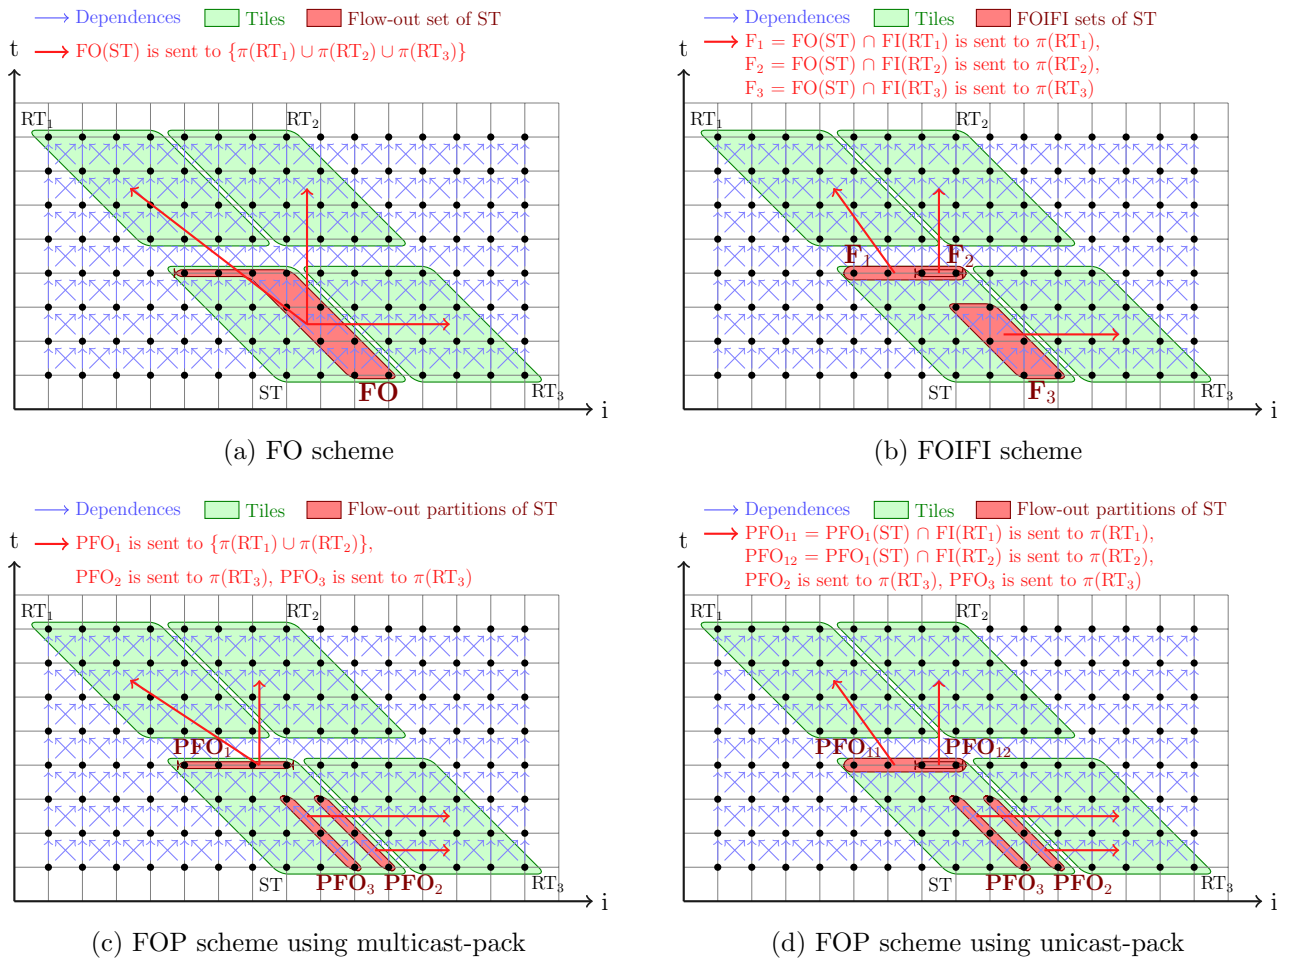 Dependences Tiles Flow-out set of ST
FO(ST) is sent to {π(RT₁) ∪ π(RT₂) ∪ π(RT₃)}
t
RT₁
RT₂
ST
FO
RT₃
i
(a) FO scheme
Dependences Tiles FOIFI sets of ST
F₁ = FO(ST) ∩ FI(RT₁) is sent to π(RT₁),
F₂ = FO(ST) ∩ FI(RT₂) is sent to π(RT₂),
F₃ = FO(ST) ∩ FI(RT₃) is sent to π(RT₃)
t
RT₁
RT₂
F₁
F₂
ST
F₃
RT₃
i
(b) FOIFI scheme
Dependences Tiles Flow-out partitions of ST
PFO₁ is sent to {π(RT₁) ∪ π(RT₂)},
PFO₂ is sent to π(RT₃), PFO₃ is sent to π(RT₃)
t
RT₁
RT₂
PFO₁
ST
PFO₃
PFO₂
RT₃
i
(c) FOP scheme using multicast-pack
Dependences Tiles Flow-out partitions of ST
PFO₁₁ = PFO₁(ST) ∩ FI(RT₁) is sent to π(RT₁),
PFO₁₂ = PFO₁(ST) ∩ FI(RT₂) is sent to π(RT₂),
PFO₂ is sent to π(RT₃), PFO₃ is sent to π(RT₃)
t
RT₁
RT₂
PFO₁₁
PFO₁₂
ST
PFO₃
PFO₂
RT₃
i
(d) FOP scheme using unicast-pack